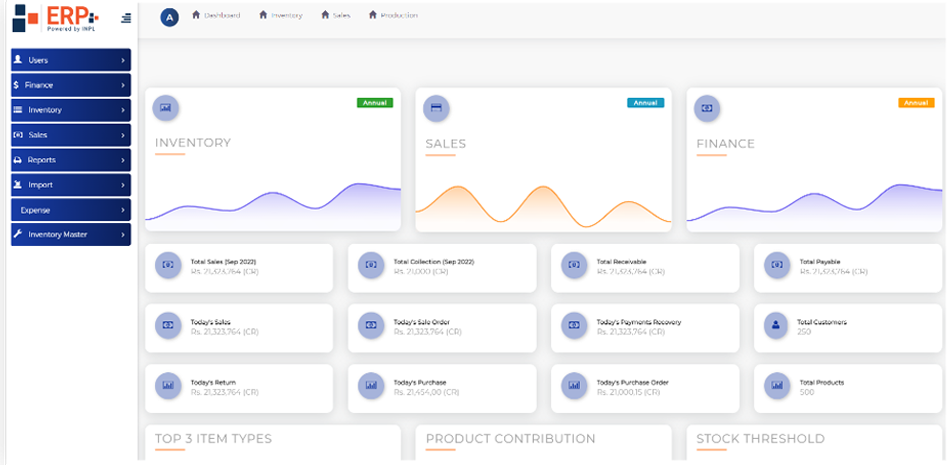 ERP
Powered by INPL
A
Dashboard
Inventory
Sales
Production
Users
Finance
Inventory
Sales
Reports
Import
Expense
Inventory Master
Annual
INVENTORY
Annual
SALES
Annual
FINANCE
Total Sales (Sep 2022)
Rs. 21,323,764 (CR)
Total Collection (Sep 2022)
Rs. 21,000 (CR)
Total Receivable
Rs. 21,323,764 (CR)
Total Payable
Rs. 21,323,764 (CR)
Today's Sales
Rs. 21,323,764 (CR)
Today's Sale Order
Rs. 21,323,764 (CR)
Today's Payments Recovery
Rs. 21,323,764 (CR)
Total Customers
250
Today's Return
Rs. 21,323,764 (CR)
Today's Purchase
Rs. 21,454,00 (CR)
Today's Purchase Order
Rs. 21,000,15 (CR)
Total Products
500
TOP 3 ITEM TYPES
PRODUCT CONTRIBUTION
STOCK THRESHOLD